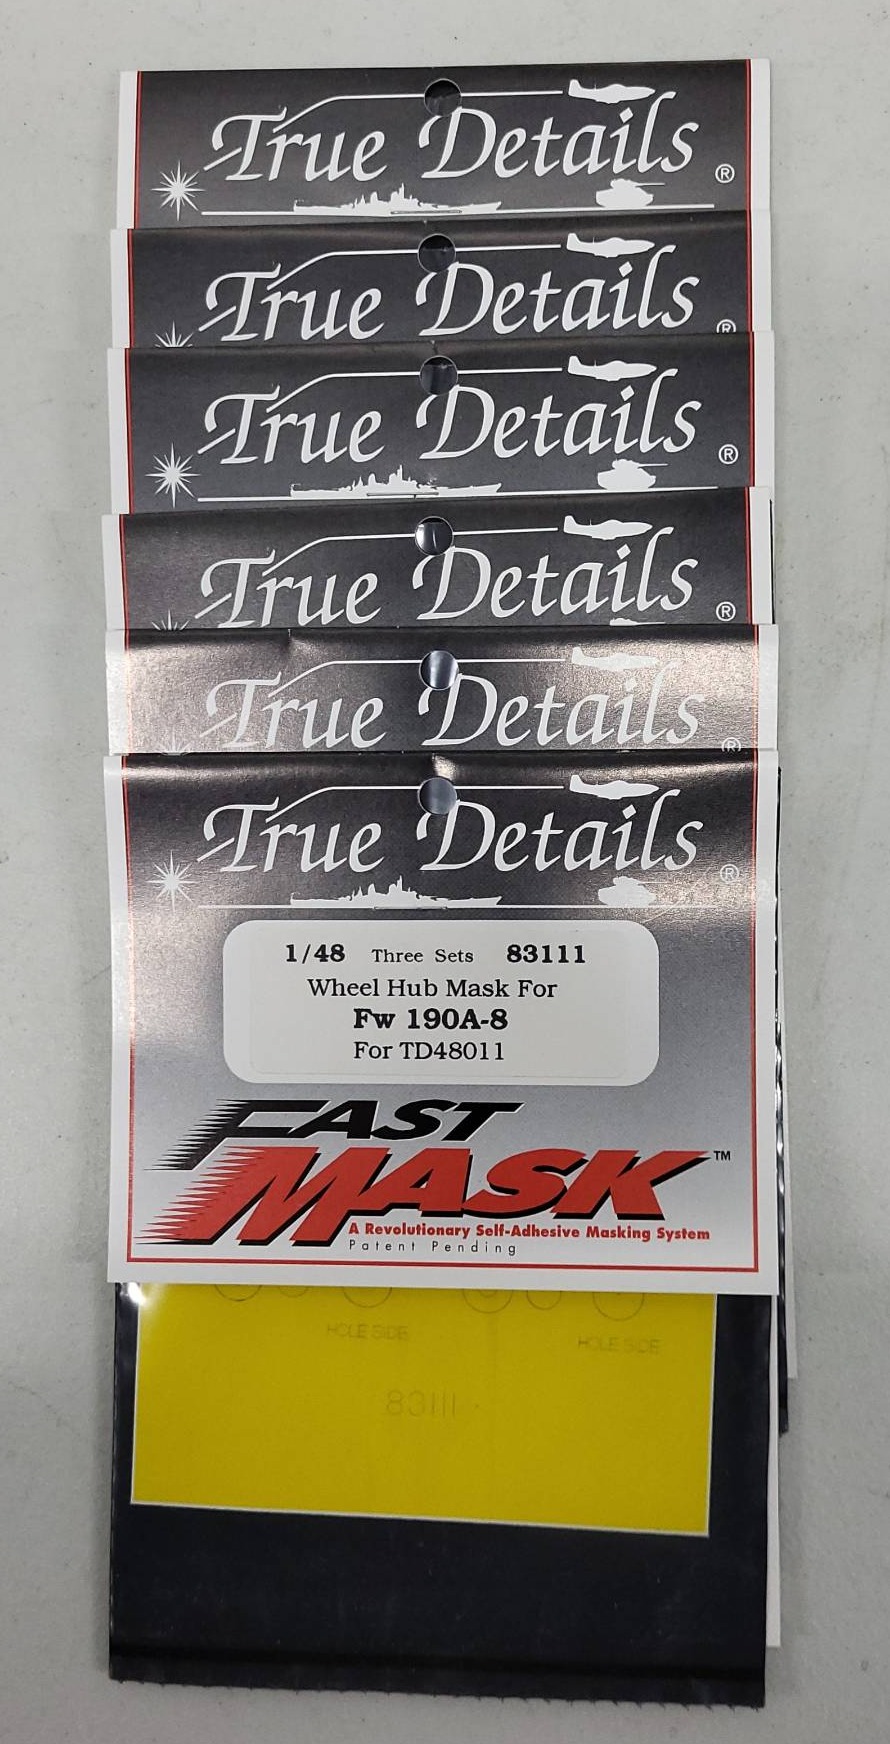 True Details ®
True Details ®
True Details ®
True Details ®
True Details ®
True Details ®
1/48 Three Sets 83111
Wheel Hub Mask For
Fw 190A-8
For TD48011
FAST
MASK ™
A Revolutionary Self-Adhesive Masking System
Patent Pending
HOLE SIDE
HOLE SIDE
83111